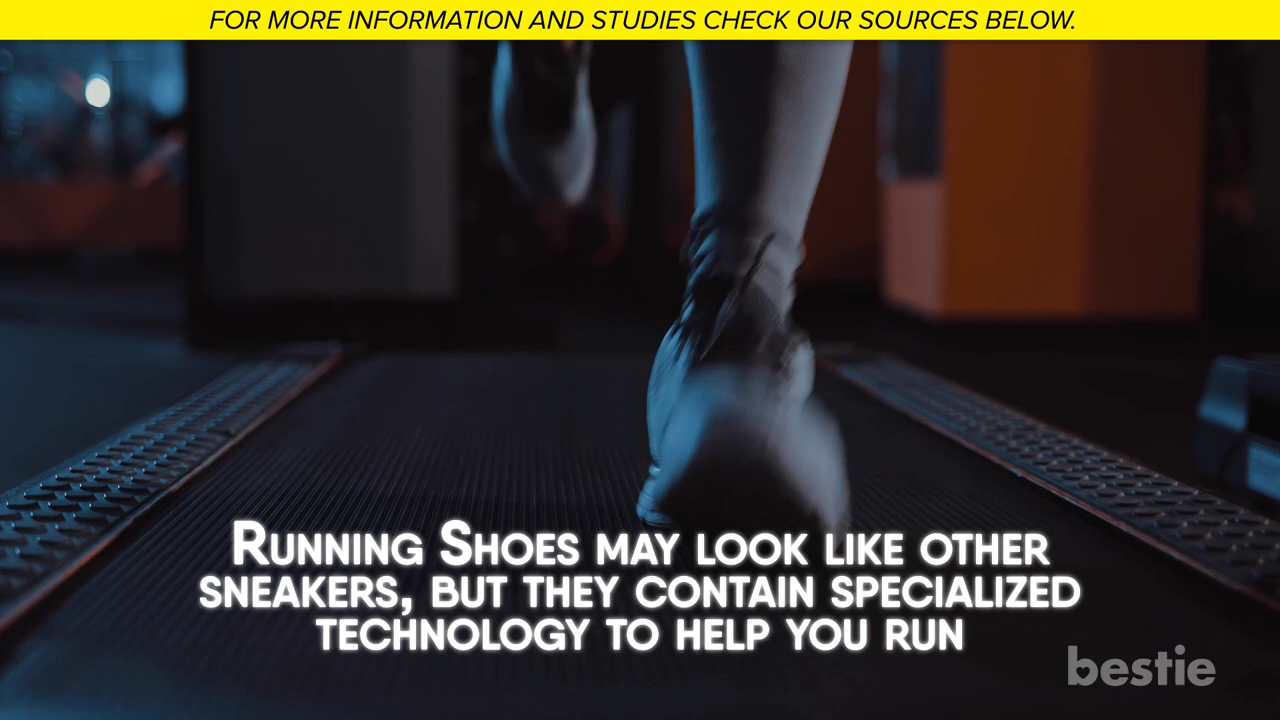 FOR MORE INFORMATION AND STUDIES CHECK OUR SOURCES BELOW.
RUNNING SHOES MAY LOOK LIKE OTHER
SNEAKERS, BUT THEY CONTAIN SPECIALIZED
TECHNOLOGY TO HELP YOU RUN
bestie